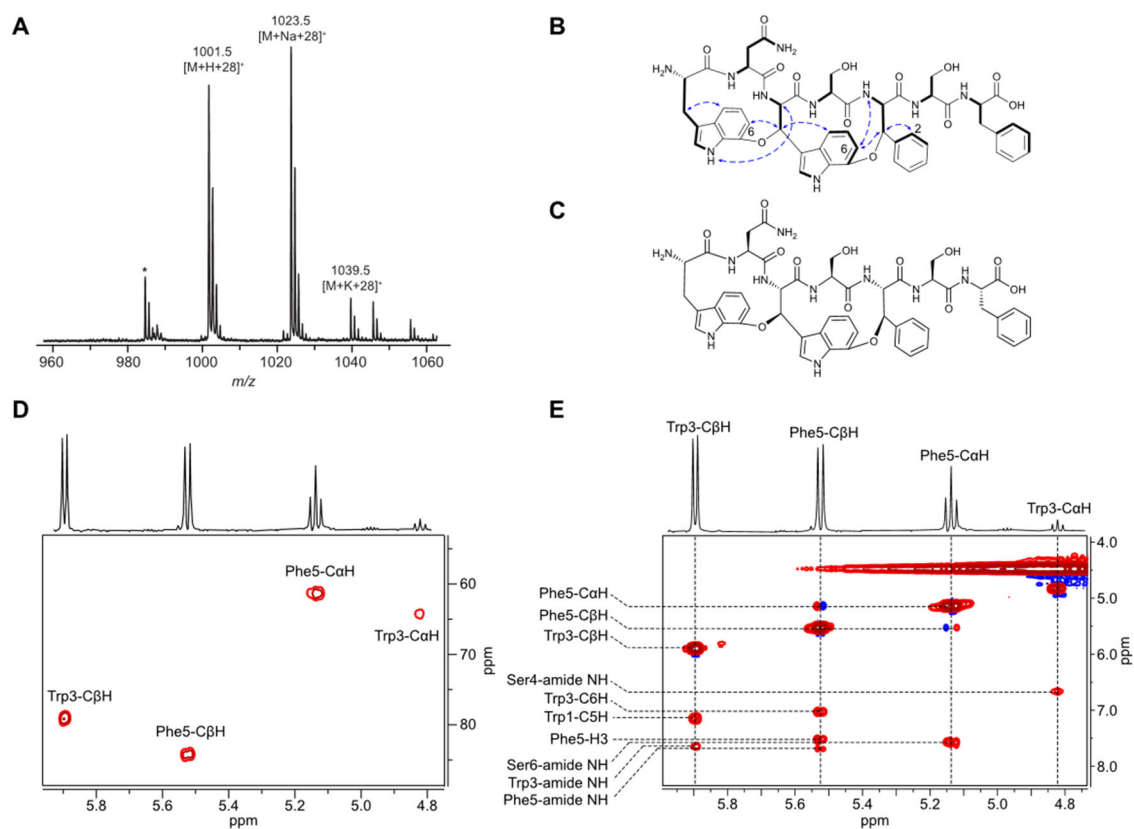 A
1023.5
[M+Na+28]⁺
1001.5
[M+H+28]⁺
1039.5
[M+K+28]⁺
*
960 980 1000 1020 1040 1060
m/z
B
O NH₂
H₂N O N H O H N O N H OH O H N O N H OH O H N O OH
6 O 6 O 2
N H N H
C
O NH₂
H₂N O N H O H N O N H OH O H N O N H OH O H N O OH
O O
N H N H
D
Phe5-CαH
Trp3-CαH
Trp3-CβH
Phe5-CβH
60
70
80
ppm
5.8 5.6 5.4 5.2 5.0 4.8
ppm
E
Trp3-CβH
Phe5-CβH
Phe5-CαH
Trp3-CαH
Phe5-CαH
Phe5-CβH
Trp3-CβH
Ser4-amide NH
Trp3-C6H
Trp1-C5H
Phe5-H3
Ser6-amide NH
Trp3-amide NH
Phe5-amide NH
4.0
5.0
6.0
7.0
8.0
ppm
5.8 5.6 5.4 5.2 5.0 4.8
ppm